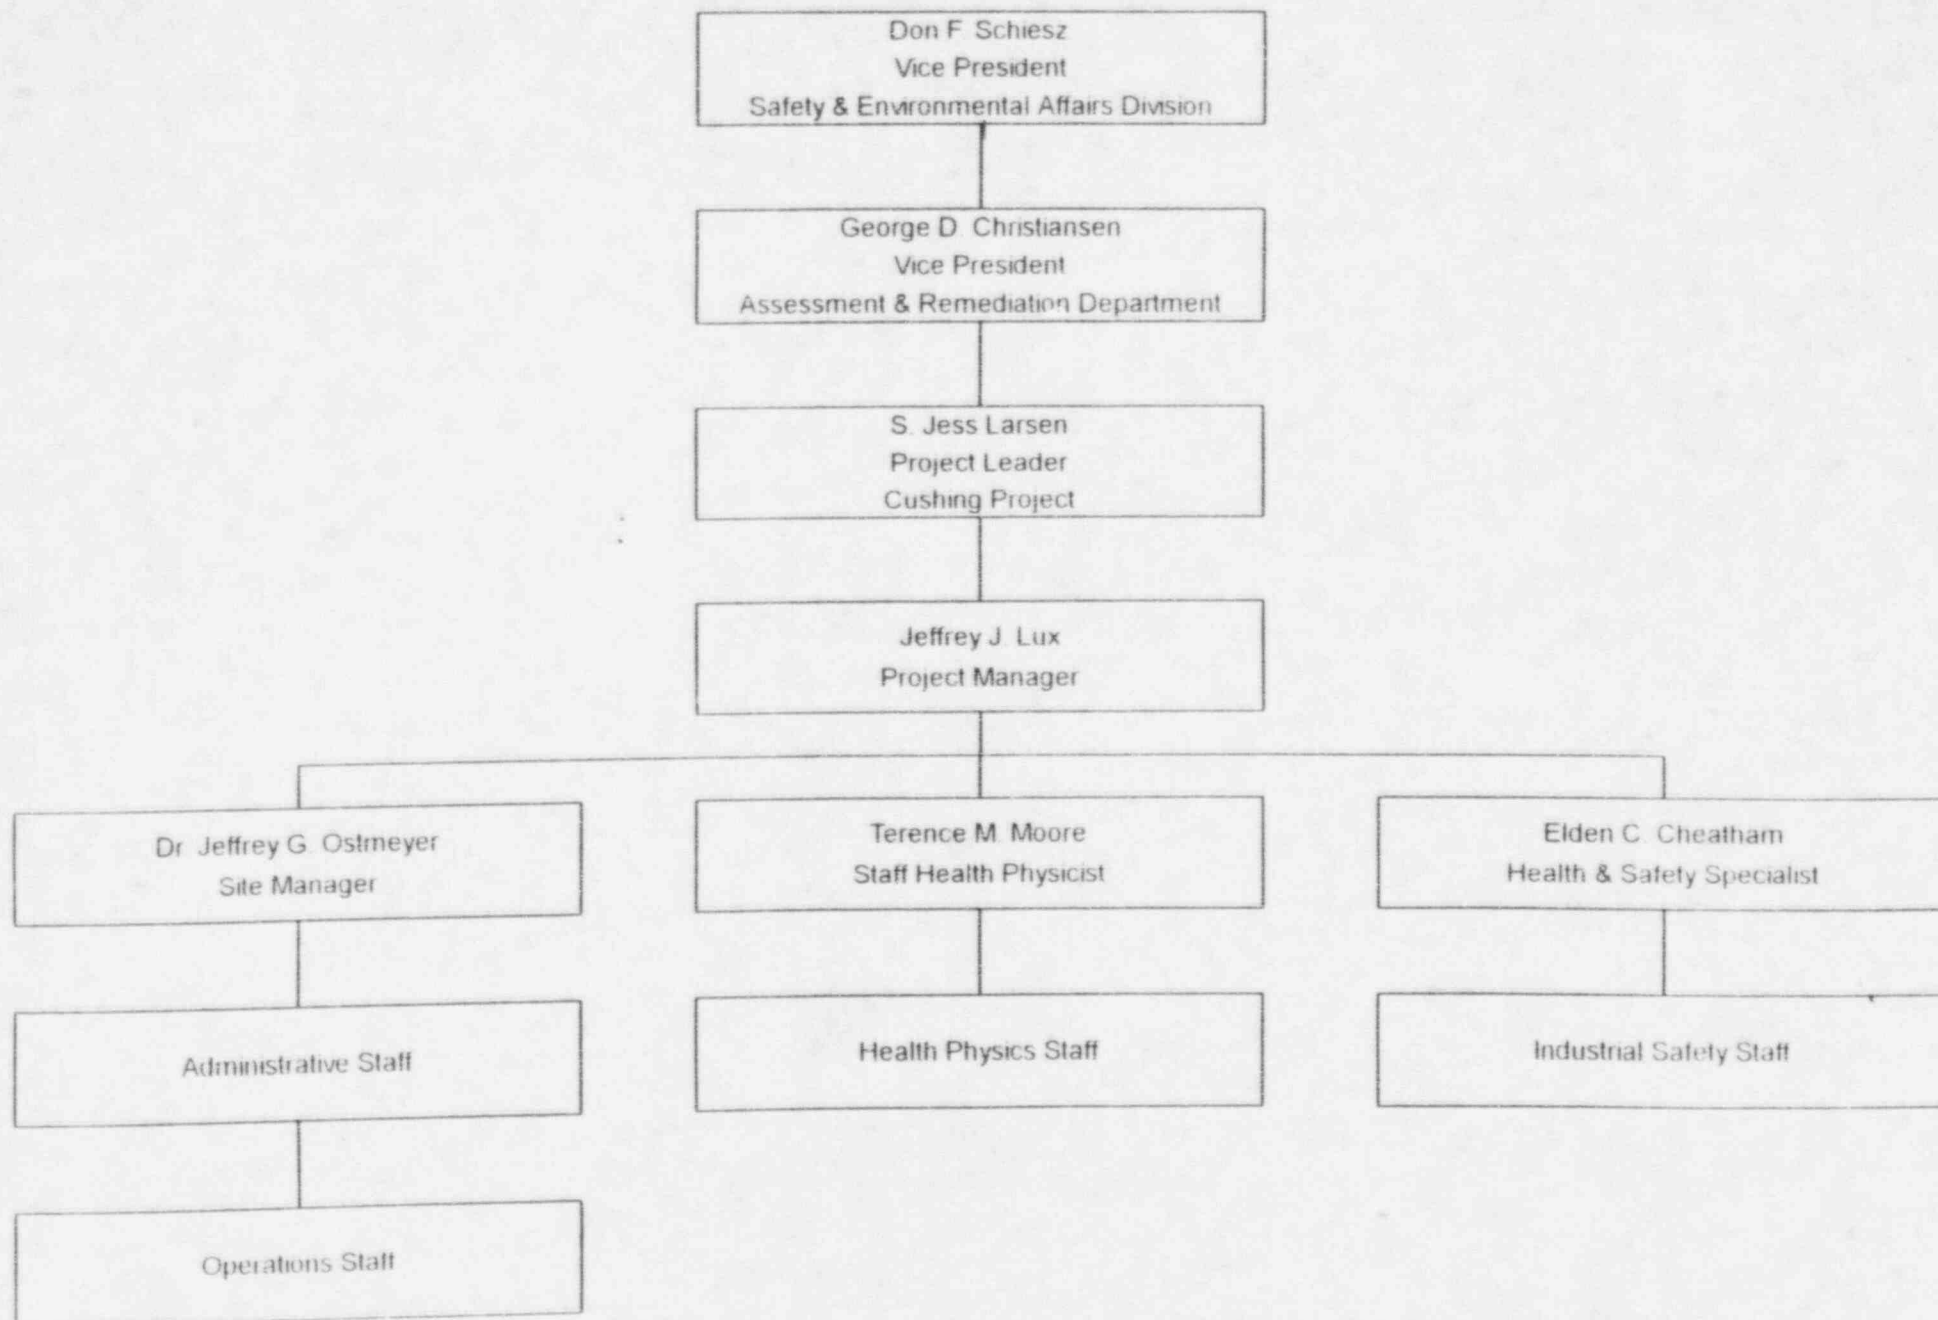 Don F. Schiesz
Vice President
Safety & Environmental Affairs Division
George D. Christiansen
Vice President
Assessment & Remediation Department
S. Jess Larsen
Project Leader
Cushing Project
Jeffrey J. Lux
Project Manager
Dr. Jeffrey G. Ostmeyer
Site Manager
Terence M. Moore
Staff Health Physicist
Elden C. Cheatham
Health & Safety Specialist
Administrative Staff
Health Physics Staff
Industrial Safety Staff
Operations Staff